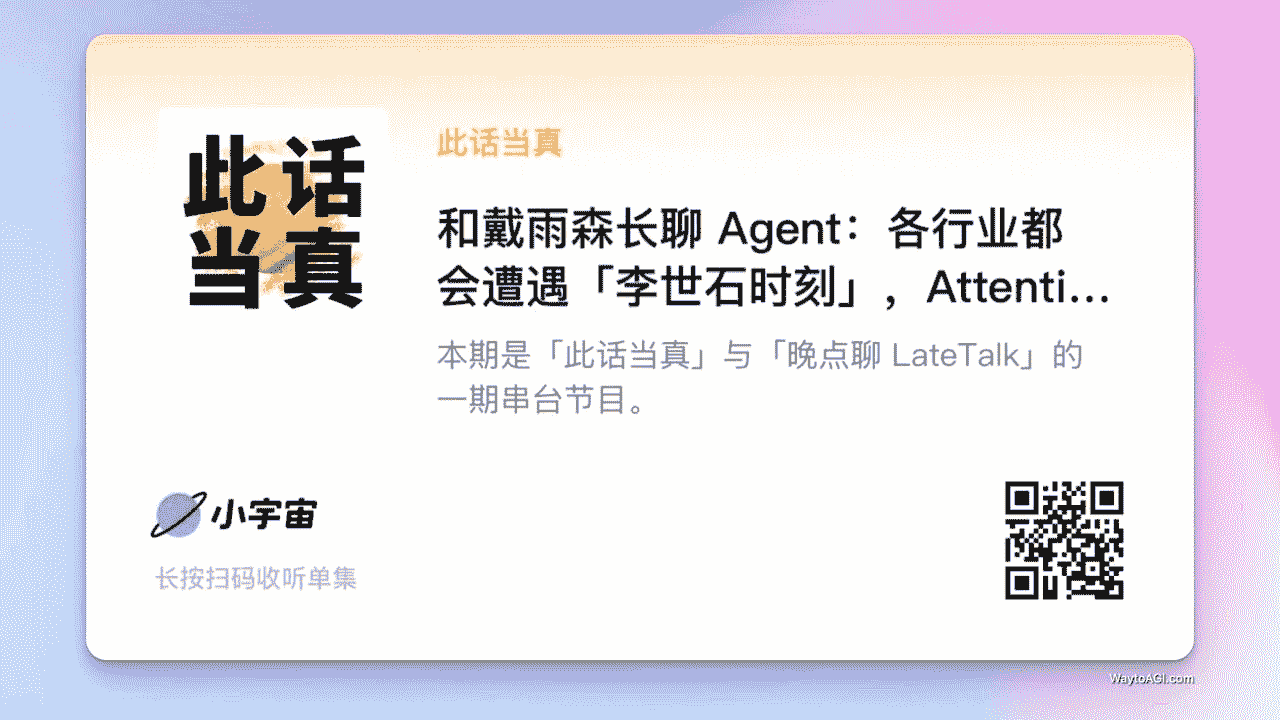 此话
当真
此话当真
和戴雨森长聊 Agent：各行业都
会遭遇「李世石时刻」，Attenti...
本期是「此话当真」与「晚点聊 LateTalk」的
一期串台节目。
小宇宙
长按扫码收听单集
WaytoAGI.com